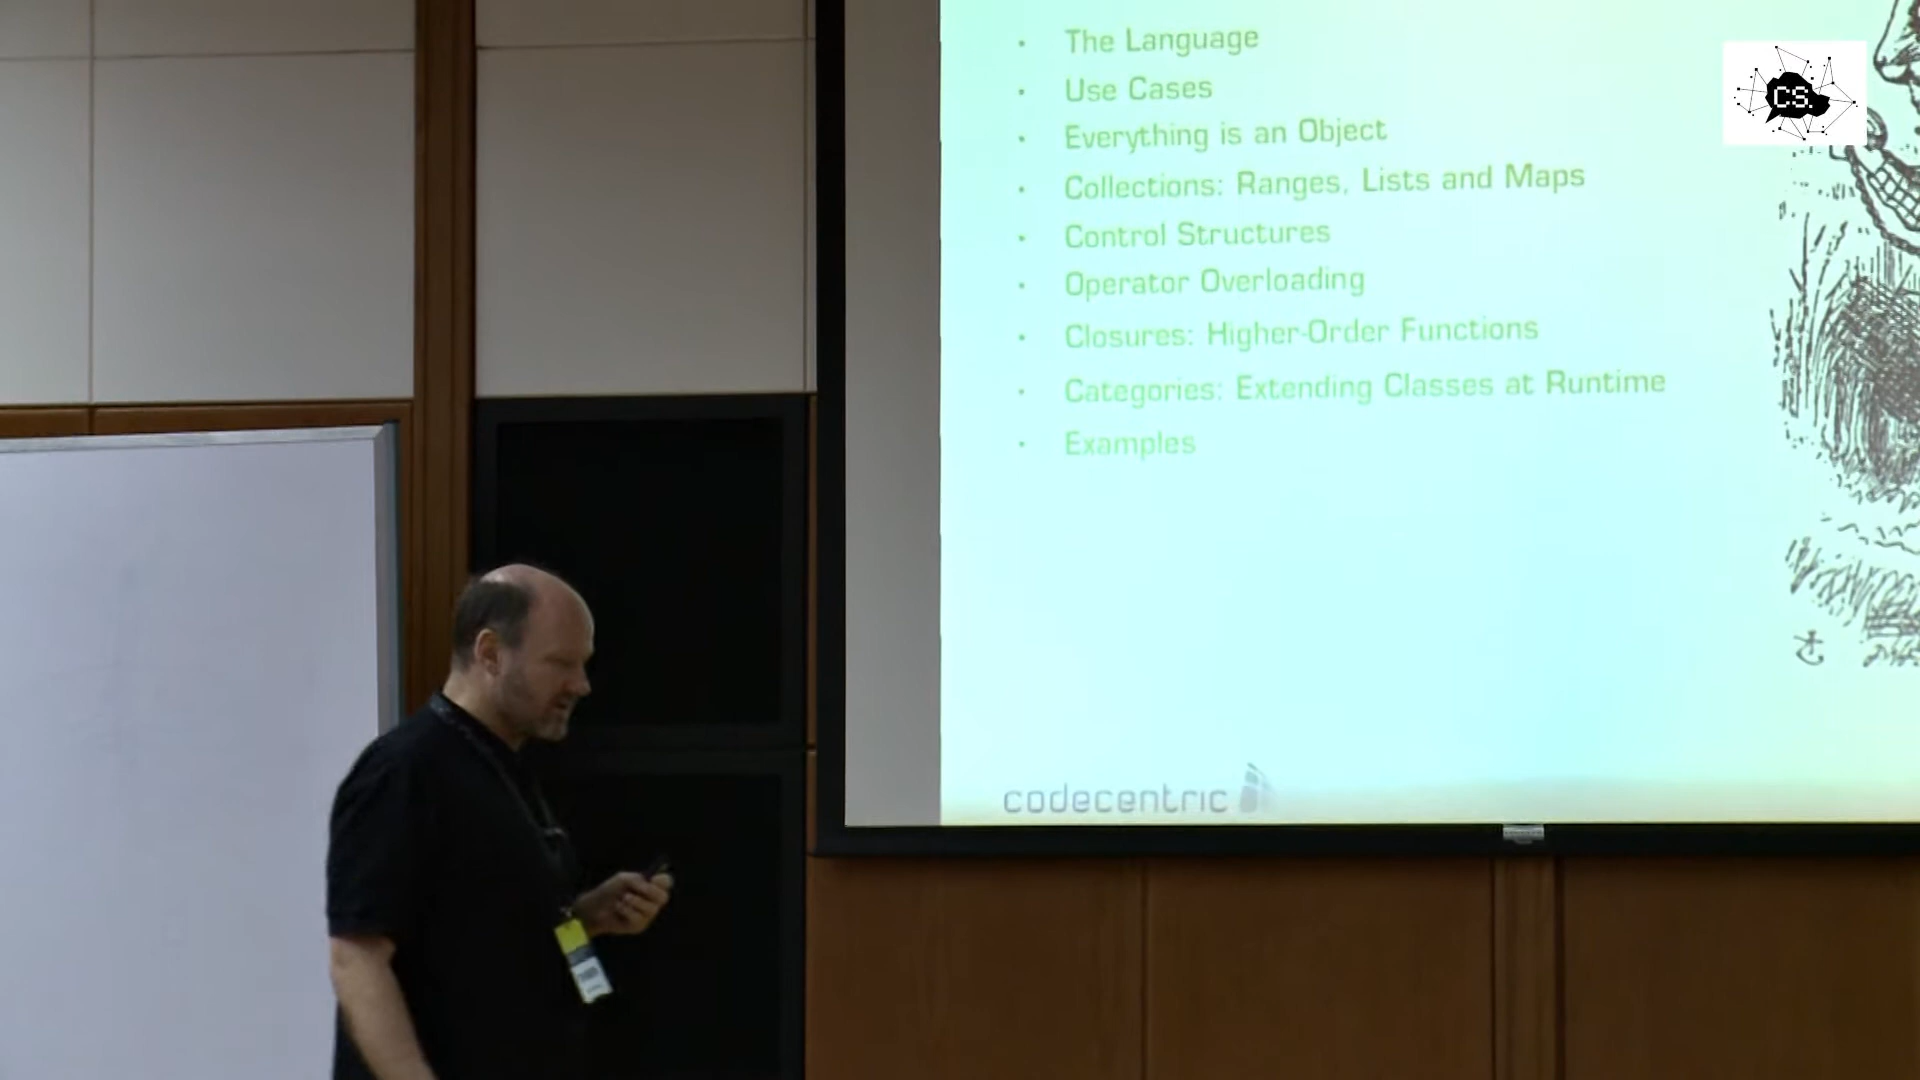 The Language
CS.
Use Cases
Everything is an Object
Collections: Ranges, Lists and Maps
Control Structures
Operator Overloading
Closures: Higher-Order Functions
Categories: Extending Classes at Runtime
Examples
codecentric